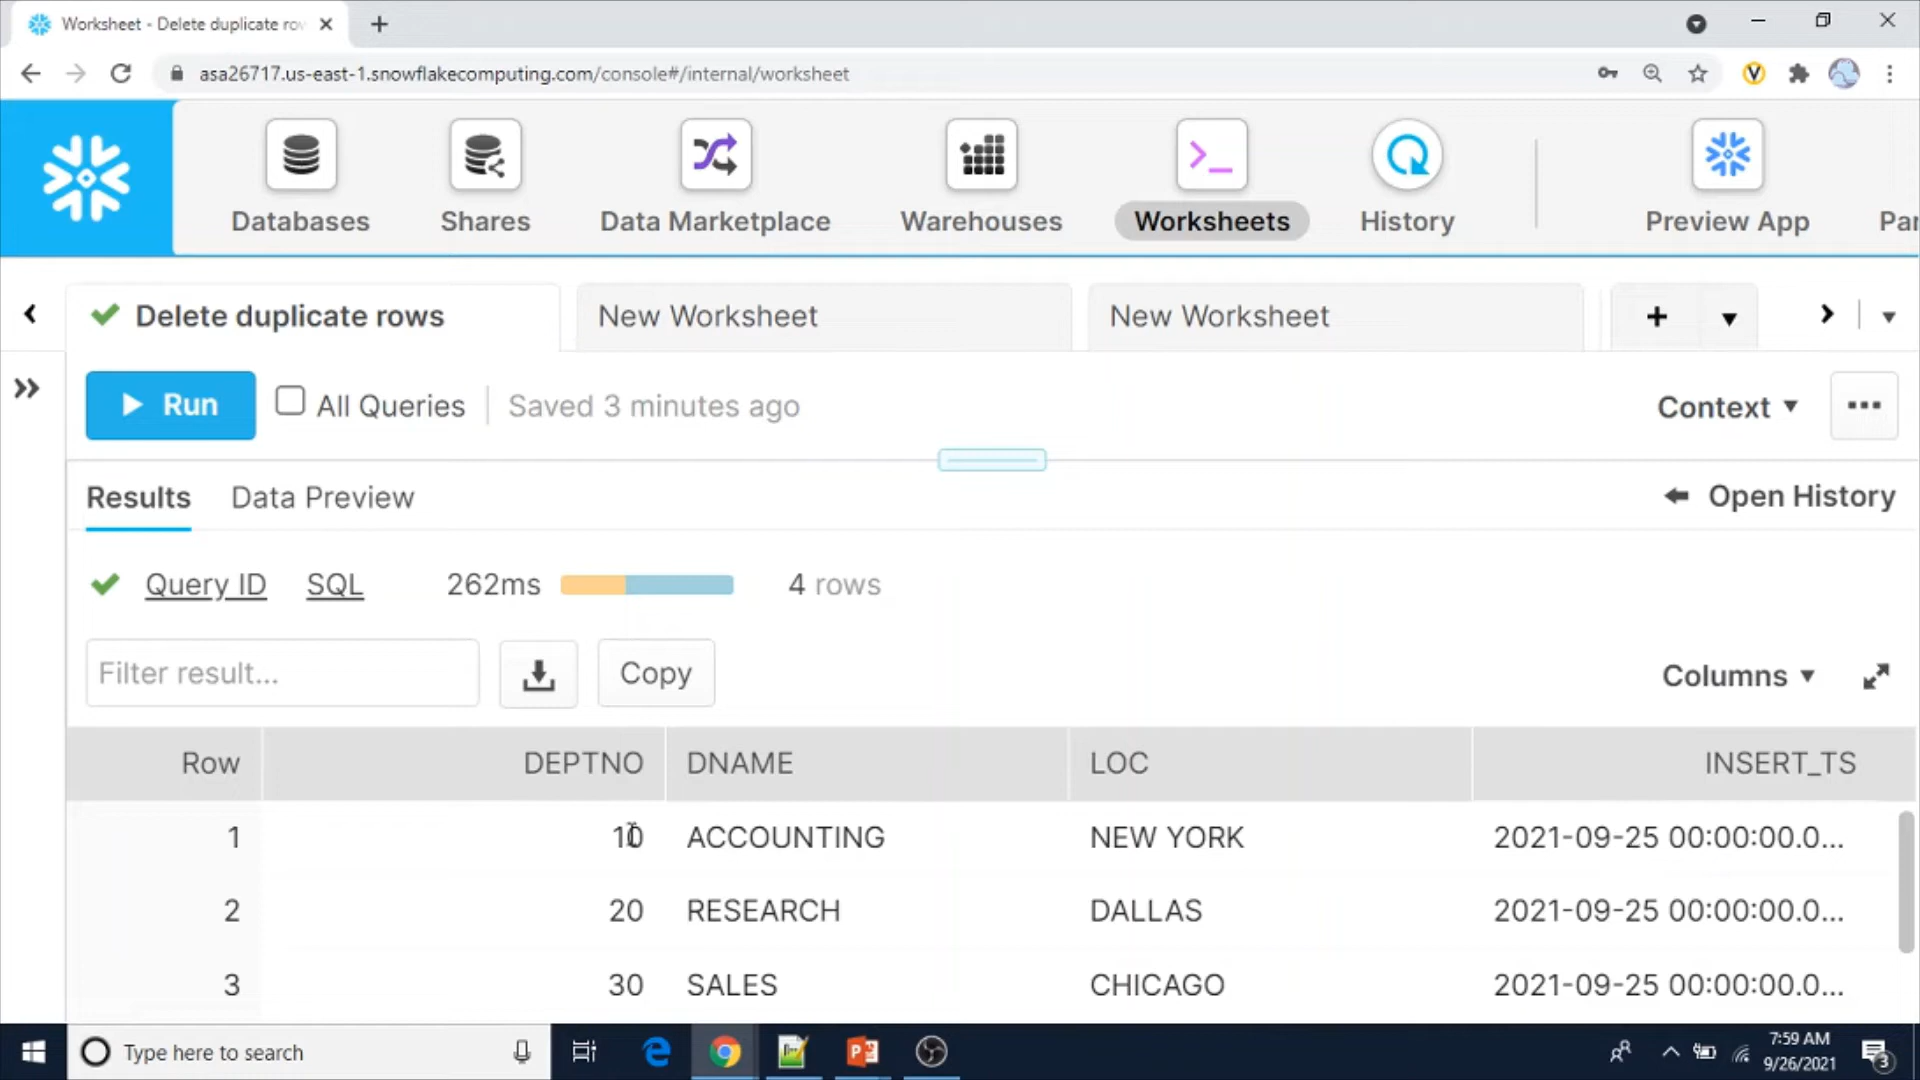 Worksheet - Delete duplicate rov
asa26717.us-east-1.snowflakecomputing.com/console#/internal/worksheet
Databases
Shares
Data Marketplace
Warehouses
Worksheets
History
Preview App
Par
Delete duplicate rows
New Worksheet
New Worksheet
Run
All Queries
Saved 3 minutes ago
Context
Results
Data Preview
Open History
Query ID
SQL
262ms
4 rows
Filter result...
Copy
Columns
Row DEPTNO DNAME LOC INSERT_TS
1 10 ACCOUNTING NEW YORK 2021-09-25 00:00:00.0...
2 20 RESEARCH DALLAS 2021-09-25 00:00:00.0...
3 30 SALES CHICAGO 2021-09-25 00:00:00.0...
Type here to search
7:59 AM
9/26/2021
3